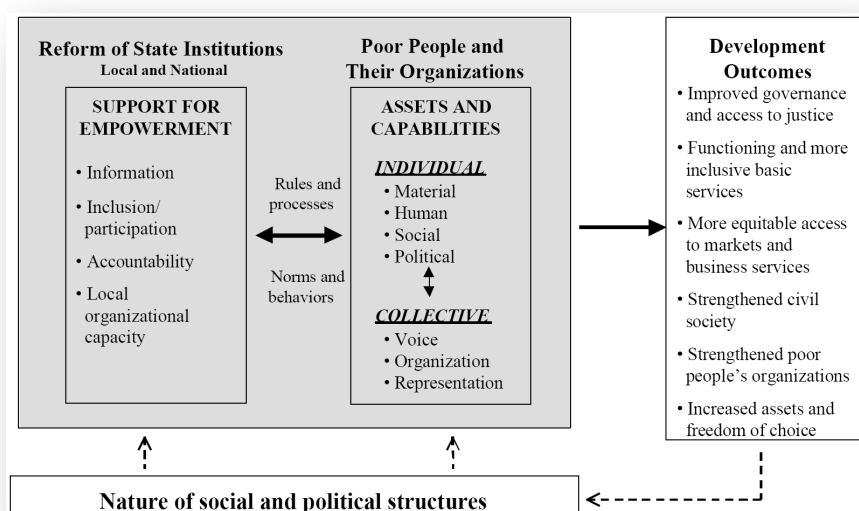 Reform of State Institutions
Local and National
SUPPORT FOR
EMPOWERMENT
• Information
• Inclusion/
participation
• Accountability
• Local
organizational
capacity
Rules and
processes
Norms and
behaviors
Poor People and
Their Organizations
ASSETS AND
CAPABILITIES
INDIVIDUAL
• Material
• Human
• Social
• Political
COLLECTIVE
• Voice
• Organization
• Representation
Development
Outcomes
• Improved governance
and access to justice
• Functioning and more
inclusive basic
services
• More equitable access
to markets and
business services
• Strengthened civil
society
• Strengthened poor
people's organizations
• Increased assets and
freedom of choice
Nature of social and political structures